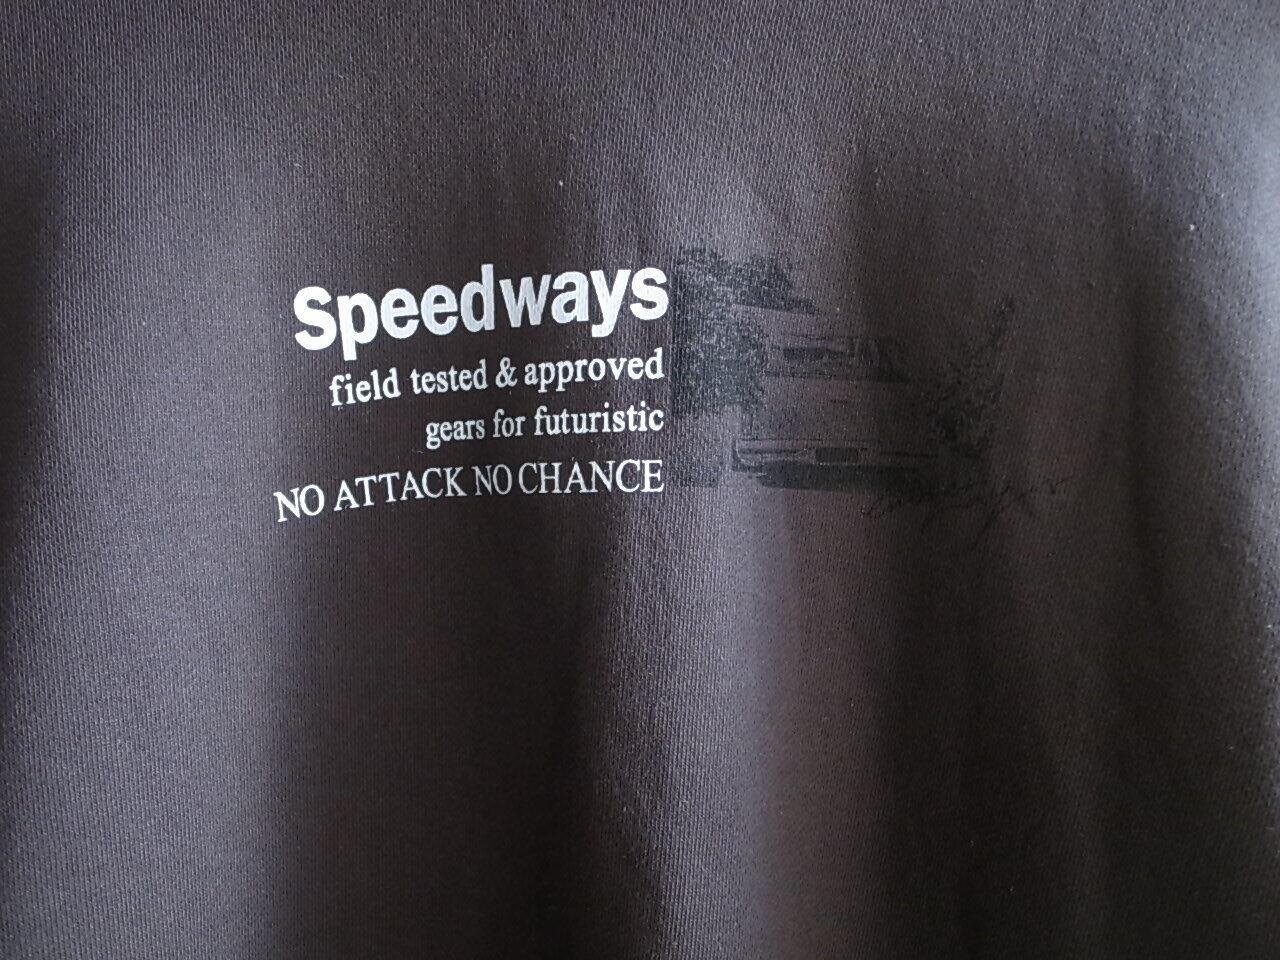 Speedways
field tested & approved
gears for futuristic
NO ATTACK NO CHANCE